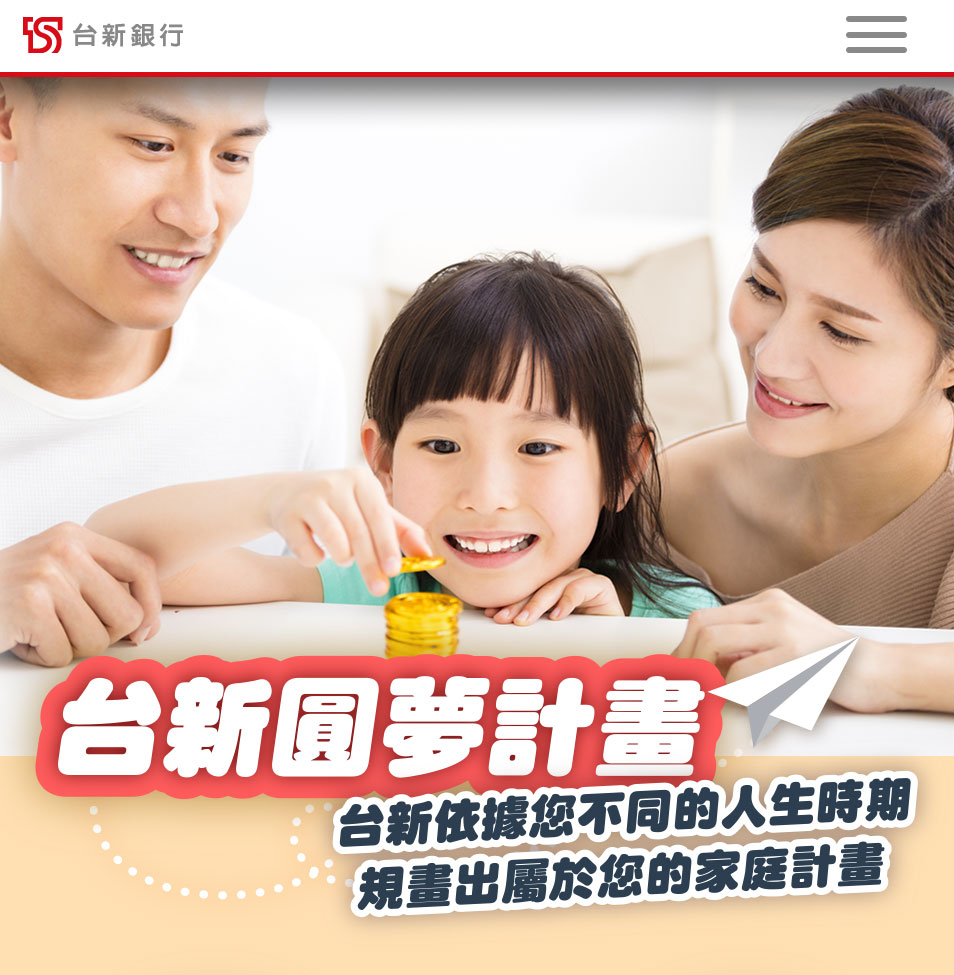 台新銀行
台新圓夢計畫
台新依據您不同的人生時期
規畫出屬於您的家庭計畫